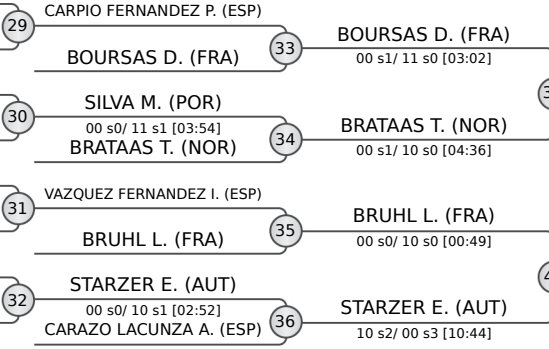 CARPIO FERNANDEZ P. (ESP)
29
BOURSAS D. (FRA)
33
BOURSAS D. (FRA)
00 s1/ 11 s0 [03:02]
SILVA M. (POR)
30
00 s0/ 11 s1 [03:54]
BRATAAS T. (NOR)
34
BRATAAS T. (NOR)
00 s1/ 10 s0 [04:36]
VAZQUEZ FERNANDEZ I. (ESP)
31
BRUHL L. (FRA)
35
BRUHL L. (FRA)
00 s0/ 10 s0 [00:49]
STARZER E. (AUT)
32
00 s0/ 10 s1 [02:52]
CARAZO LACUNZA A. (ESP)
36
STARZER E. (AUT)
10 s2/ 00 s3 [10:44]